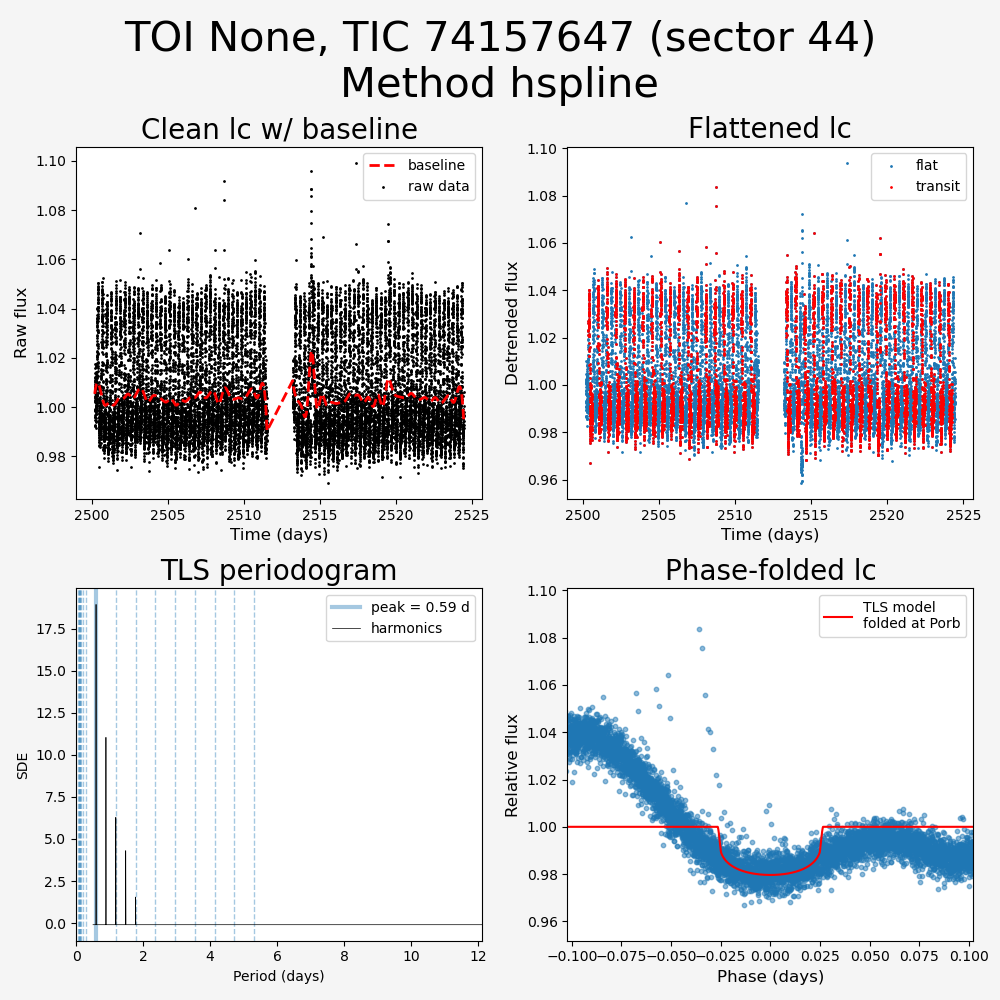 TOI None, TIC 74157647 (sector 44)
Method hspline
Clean lc w/ baseline
Raw flux
1.10
1.08
1.06
1.04
1.02
1.00
0.98
baseline
raw data
2500 2505 2510 2515 2520 2525
Time (days)
Flattened lc
Detrended flux
1.10
1.08
1.06
1.04
1.02
1.00
0.98
0.96
flat
transit
2500 2505 2510 2515 2520 2525
Time (days)
TLS periodogram
SDE
17.5
15.0
12.5
10.0
7.5
5.0
2.5
0.0
peak = 0.59 d
harmonics
0 2 4 6 8 10 12
Period (days)
Phase-folded lc
Relative flux
1.10
1.08
1.06
1.04
1.02
1.00
0.98
0.96
TLS model
folded at Porb
−0.100 −0.075 −0.050 −0.025 0.000 0.025 0.050 0.075 0.100
Phase (days)